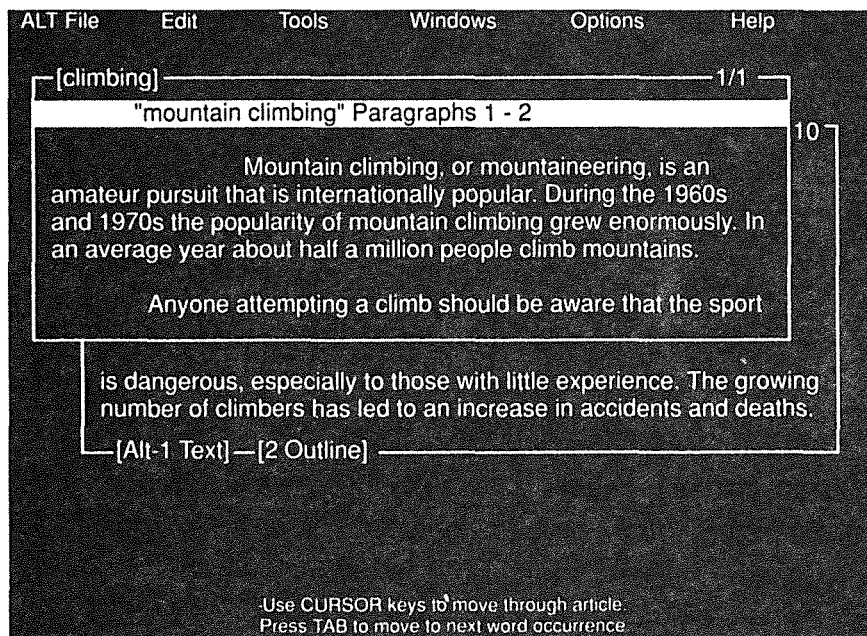 ALT File Edit Tools Windows Options Help
[climbing] 1/1
"mountain climbing" Paragraphs 1 - 2
10
Mountain climbing, or mountaineering, is an
amateur pursuit that is internationally popular. During the 1960s
and 1970s the popularity of mountain climbing grew enormously. In
an average year about half a million people climb mountains.
Anyone attempting a climb should be aware that the sport
is dangerous, especially to those with little experience. The growing
number of climbers has led to an increase in accidents and deaths.
[Alt-1 Text] [2 Outline]
Use CURSOR keys to move through article.
Press TAB to move to next word occurrence.